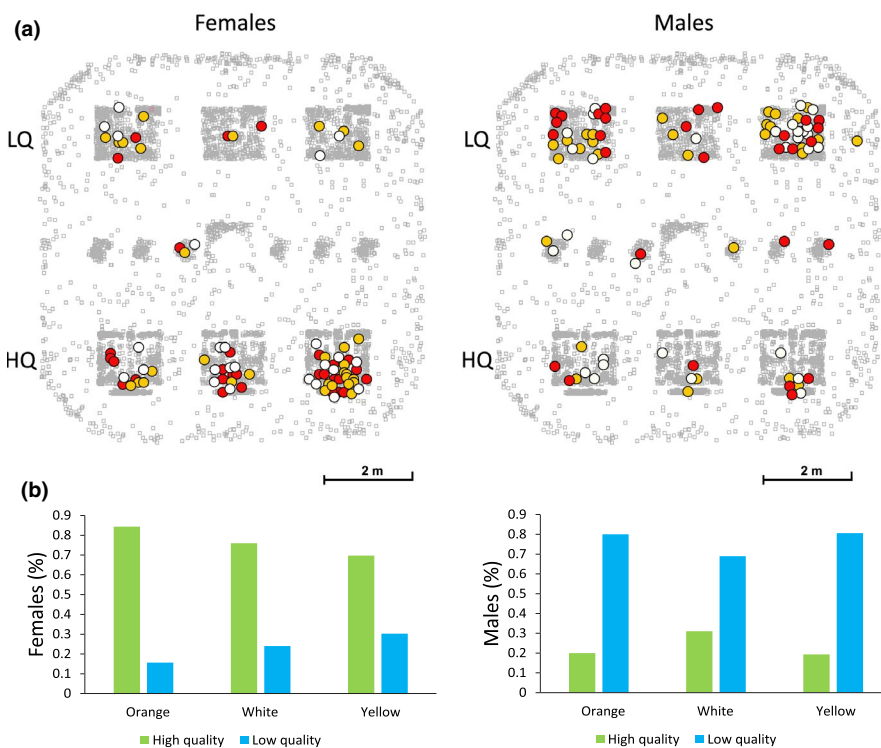 (a)
Females
Males
LQ
LQ
HQ
HQ
2 m
2 m
(b)
0.9
0.8
0.7
0.6
0.5
0.4
0.3
0.2
0.1
0
Females (%)
Orange
White
Yellow
High quality
Low quality
0.9
0.8
0.7
0.6
0.5
0.4
0.3
0.2
0.1
0
Males (%)
Orange
White
Yellow
High quality
Low quality